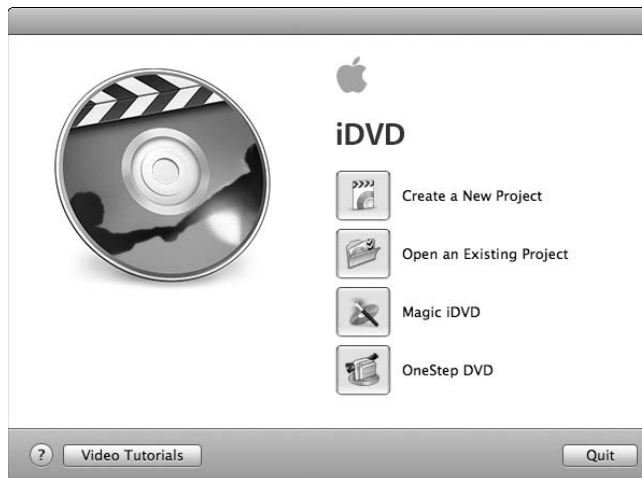 iDVD
Create a New Project
Open an Existing Project
Magic iDVD
OneStep DVD
? Video Tutorials Quit